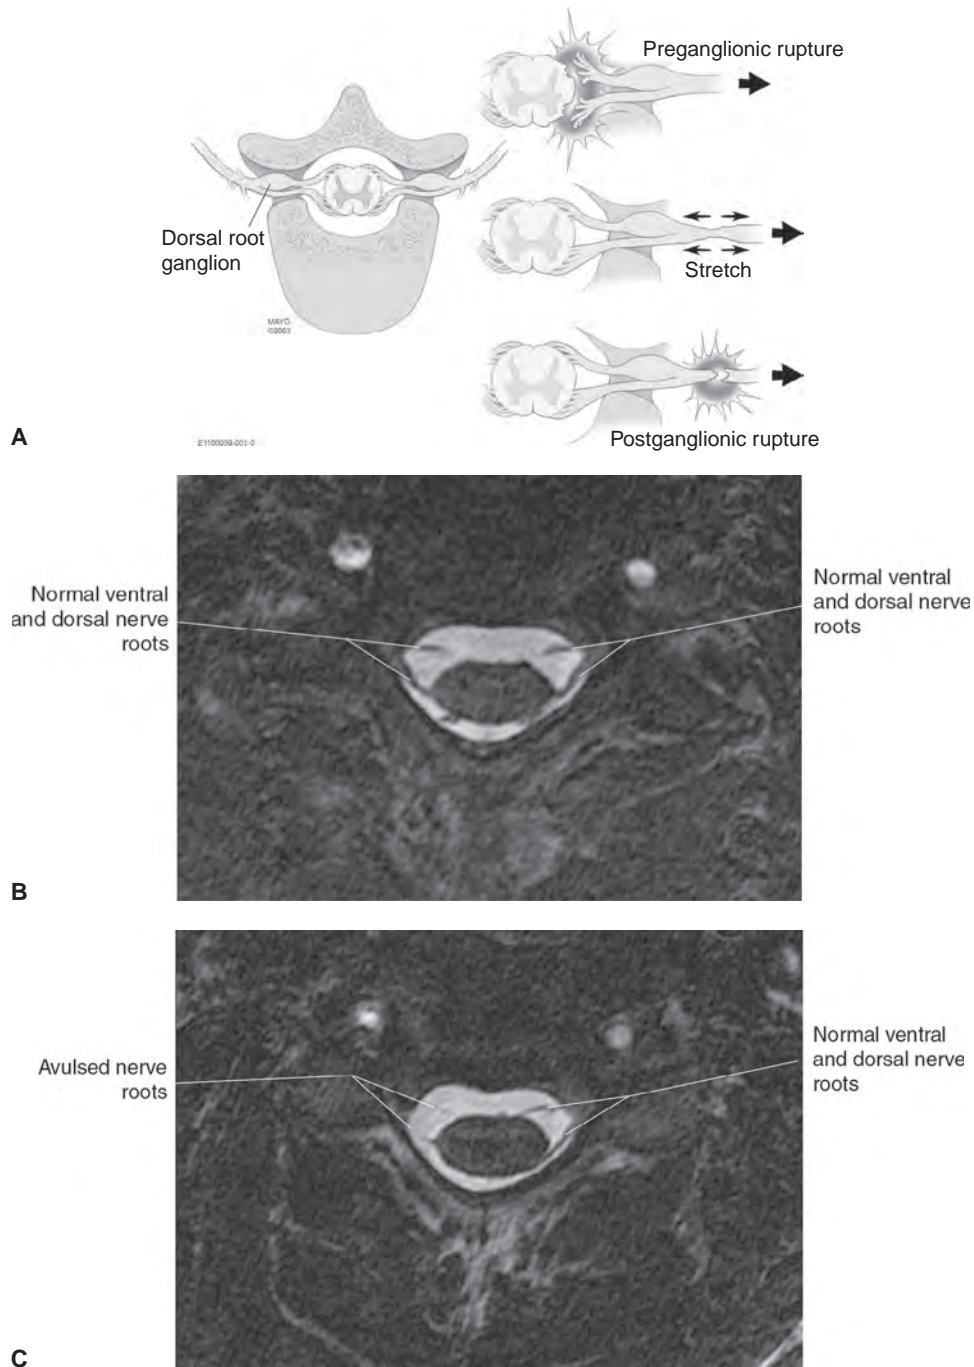 Preganglionic rupture
Dorsal root
ganglion
Stretch
MAYO
©2003
Postganglionic rupture
A
E1100039-001-0
Normal ventral
and dorsal nerve
roots
Normal ventral
and dorsal nerve
roots
B
Avulsed nerve
roots
Normal ventral
and dorsal nerve
roots
C